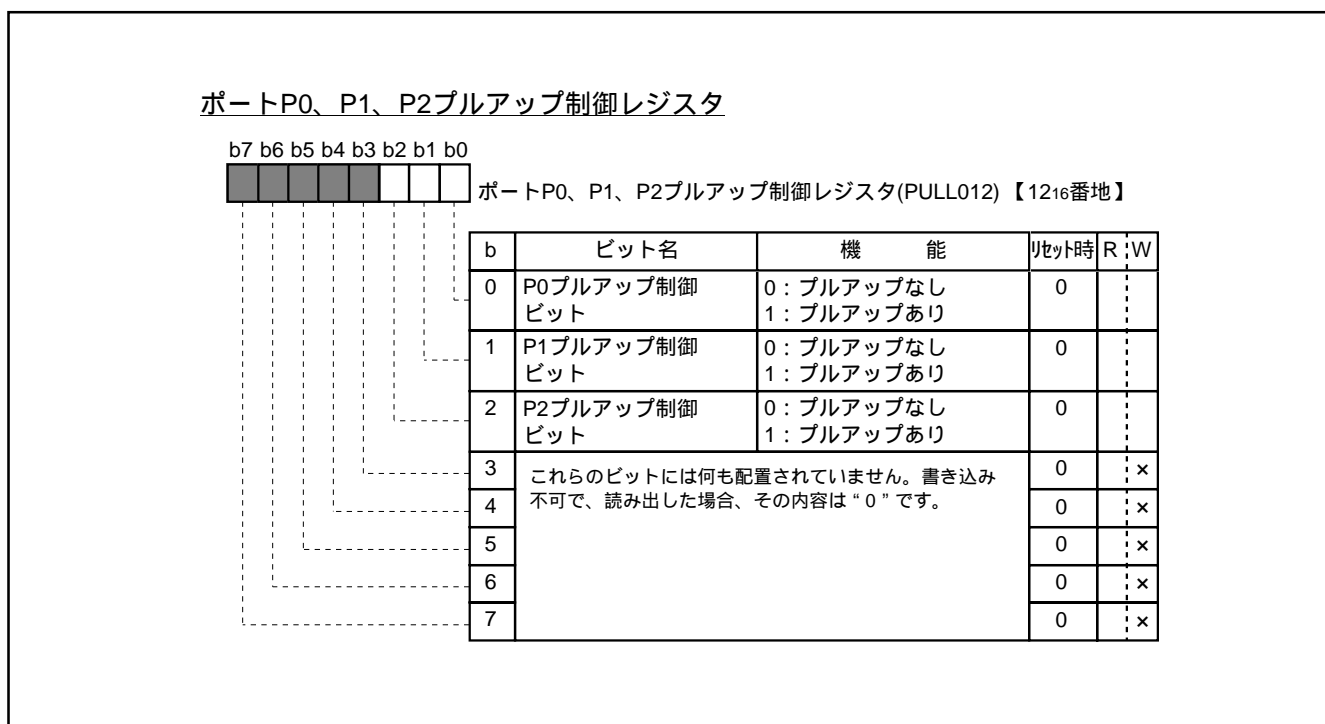 ポートP0、P1、P2プルアップ制御レジスタ
b7 b6 b5 b4 b3 b2 b1 b0
ポートP0、P1、P2プルアップ制御レジスタ(PULL012) 【1216番地】
b ビット名 機 能 リセット時 R W
0 P0プルアップ制御 0：プルアップなし 0
ビット 1：プルアップあり
1 P1プルアップ制御 0：プルアップなし 0
ビット 1：プルアップあり
2 P2プルアップ制御 0：プルアップなし 0
ビット 1：プルアップあり
3 これらのビットには何も配置されていません。書き込み 0 ×
4 不可で、読み出した場合、その内容は“0”です。 0 ×
5 0 ×
6 0 ×
7 0 ×